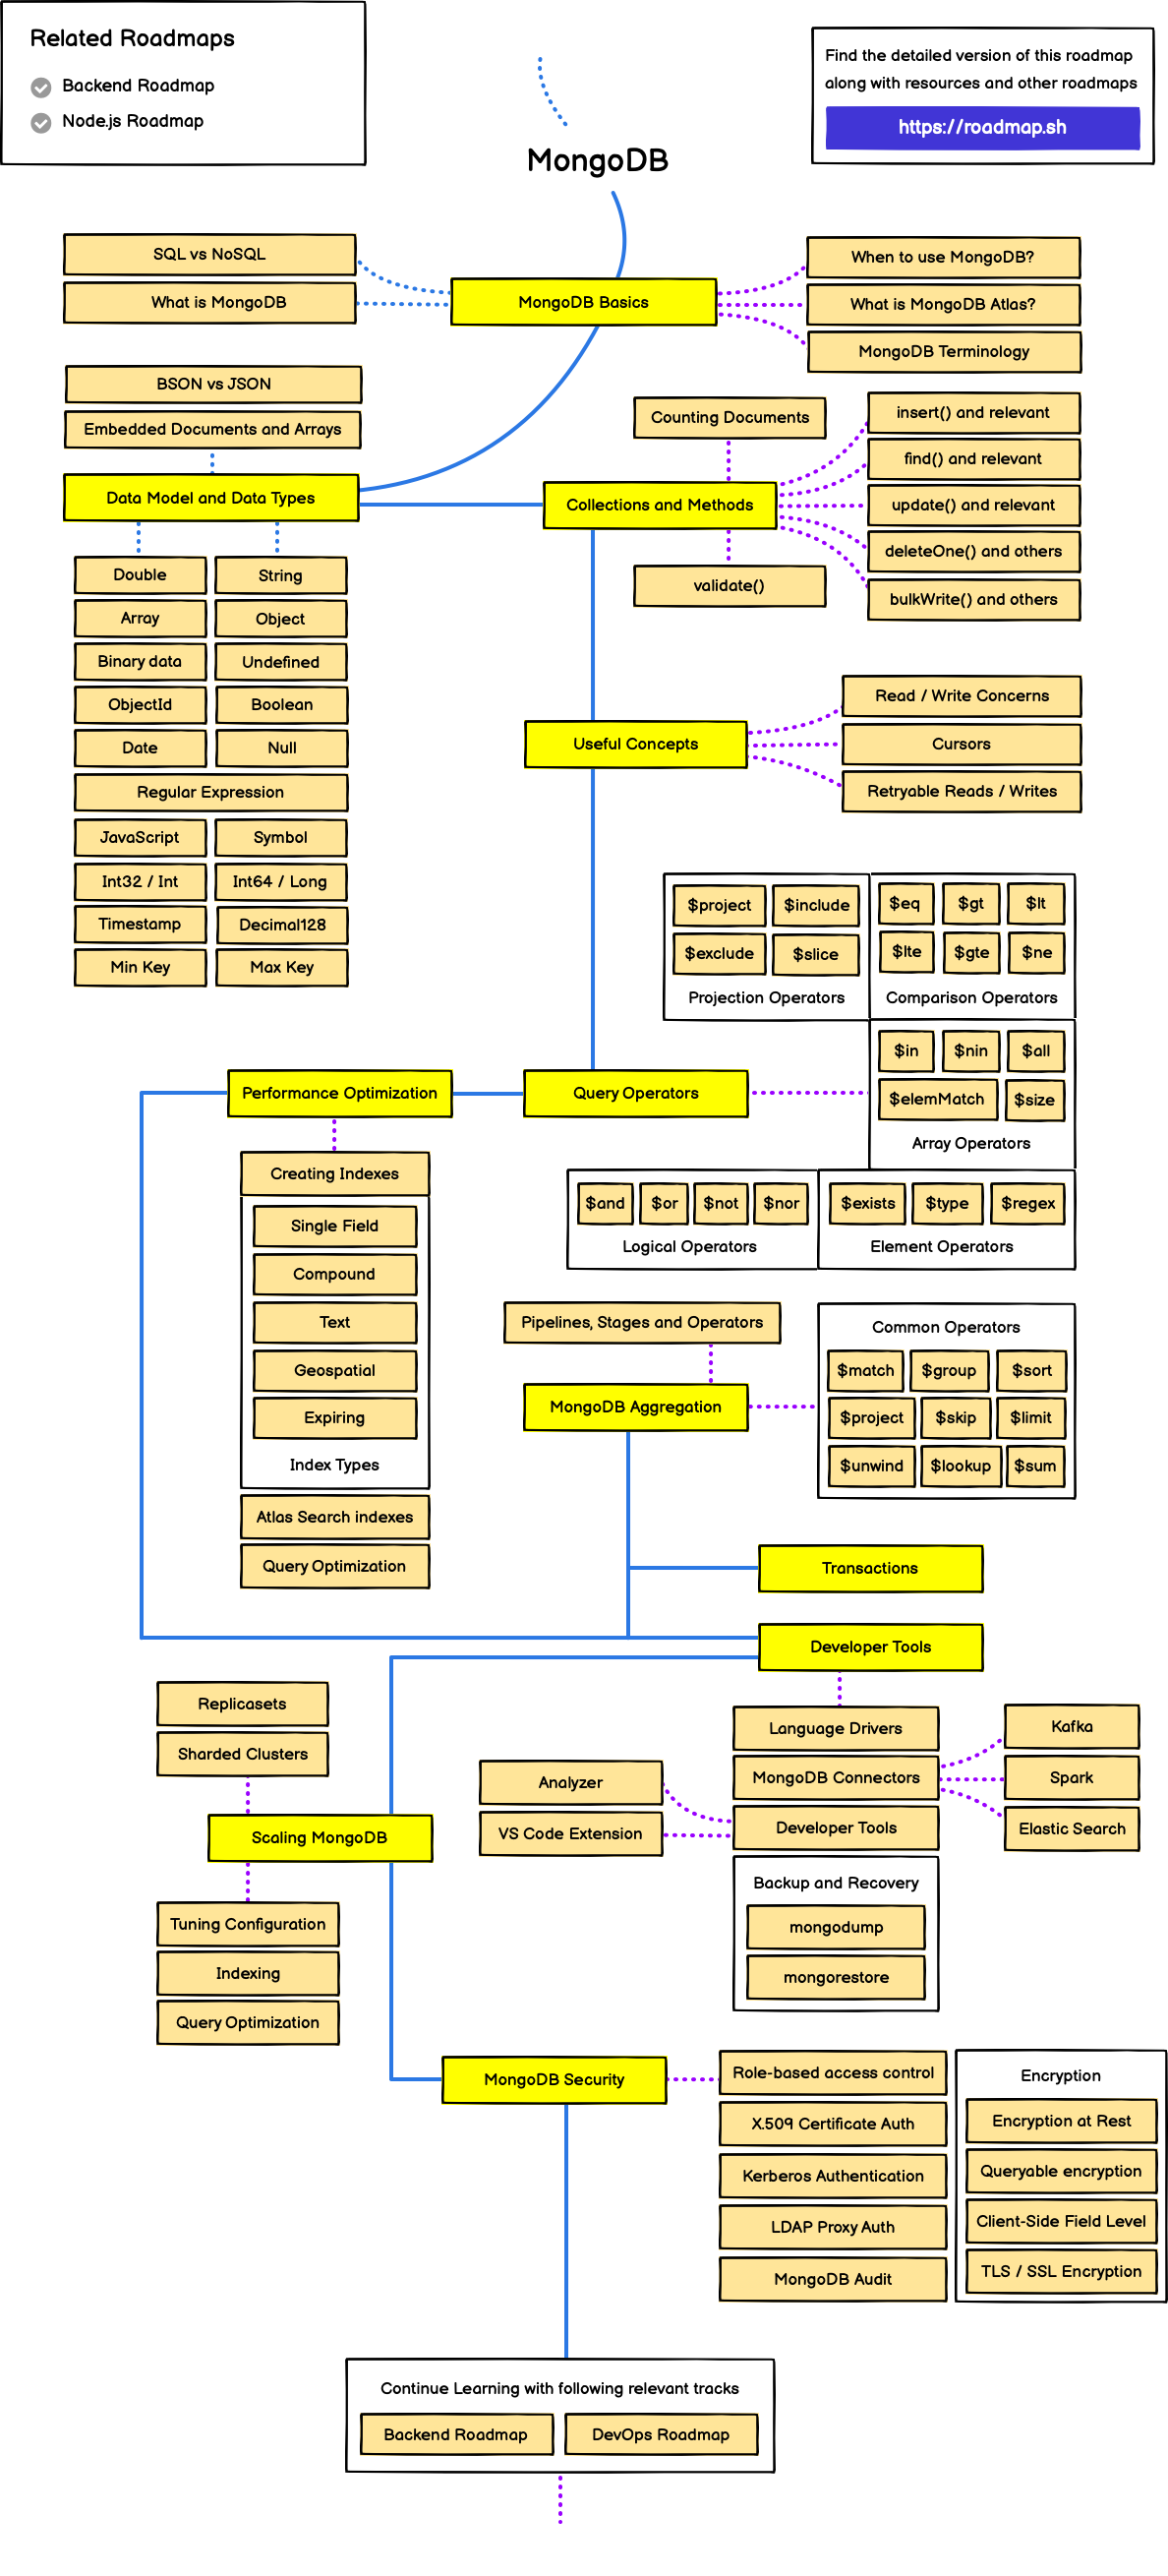 Related Roadmaps
Backend Roadmap
Node.js Roadmap
Find the detailed version of this roadmap
along with resources and other roadmaps
https://roadmap.sh
MongoDB
SQL vs NoSQL
What is MongoDB
MongoDB Basics
When to use MongoDB?
What is MongoDB Atlas?
MongoDB Terminology
BSON vs JSON
Embedded Documents and Arrays
Data Model and Data Types
Counting Documents
Collections and Methods
validate()
insert() and relevant
find() and relevant
update() and relevant
deleteOne() and others
bulkWrite() and others
Double
String
Array
Object
Binary data
Undefined
ObjectId
Boolean
Date
Null
Regular Expression
JavaScript
Symbol
Int32 / Int
Int64 / Long
Timestamp
Decimal128
Min Key
Max Key
Useful Concepts
Read / Write Concerns
Cursors
Retryable Reads / Writes
$project
$include
$exclude
$slice
Projection Operators
$eq
$gt
$lt
$lte
$gte
$ne
Comparison Operators
$in
$nin
$all
$elemMatch
$size
Array Operators
Performance Optimization
Query Operators
$and
$or
$not
$nor
Logical Operators
$exists
$type
$regex
Element Operators
Creating Indexes
Single Field
Compound
Text
Geospatial
Expiring
Index Types
Atlas Search indexes
Query Optimization
Pipelines, Stages and Operators
MongoDB Aggregation
Common Operators
$match
$group
$sort
$project
$skip
$limit
$unwind
$lookup
$sum
Transactions
Developer Tools
Replicasets
Sharded Clusters
Scaling MongoDB
Tuning Configuration
Indexing
Query Optimization
Language Drivers
MongoDB Connectors
Developer Tools
Analyzer
VS Code Extension
Kafka
Spark
Elastic Search
Backup and Recovery
mongodump
mongorestore
MongoDB Security
Role-based access control
X.509 Certificate Auth
Kerberos Authentication
LDAP Proxy Auth
MongoDB Audit
Encryption
Encryption at Rest
Queryable encryption
Client-Side Field Level
TLS / SSL Encryption
Continue Learning with following relevant tracks
Backend Roadmap
DevOps Roadmap